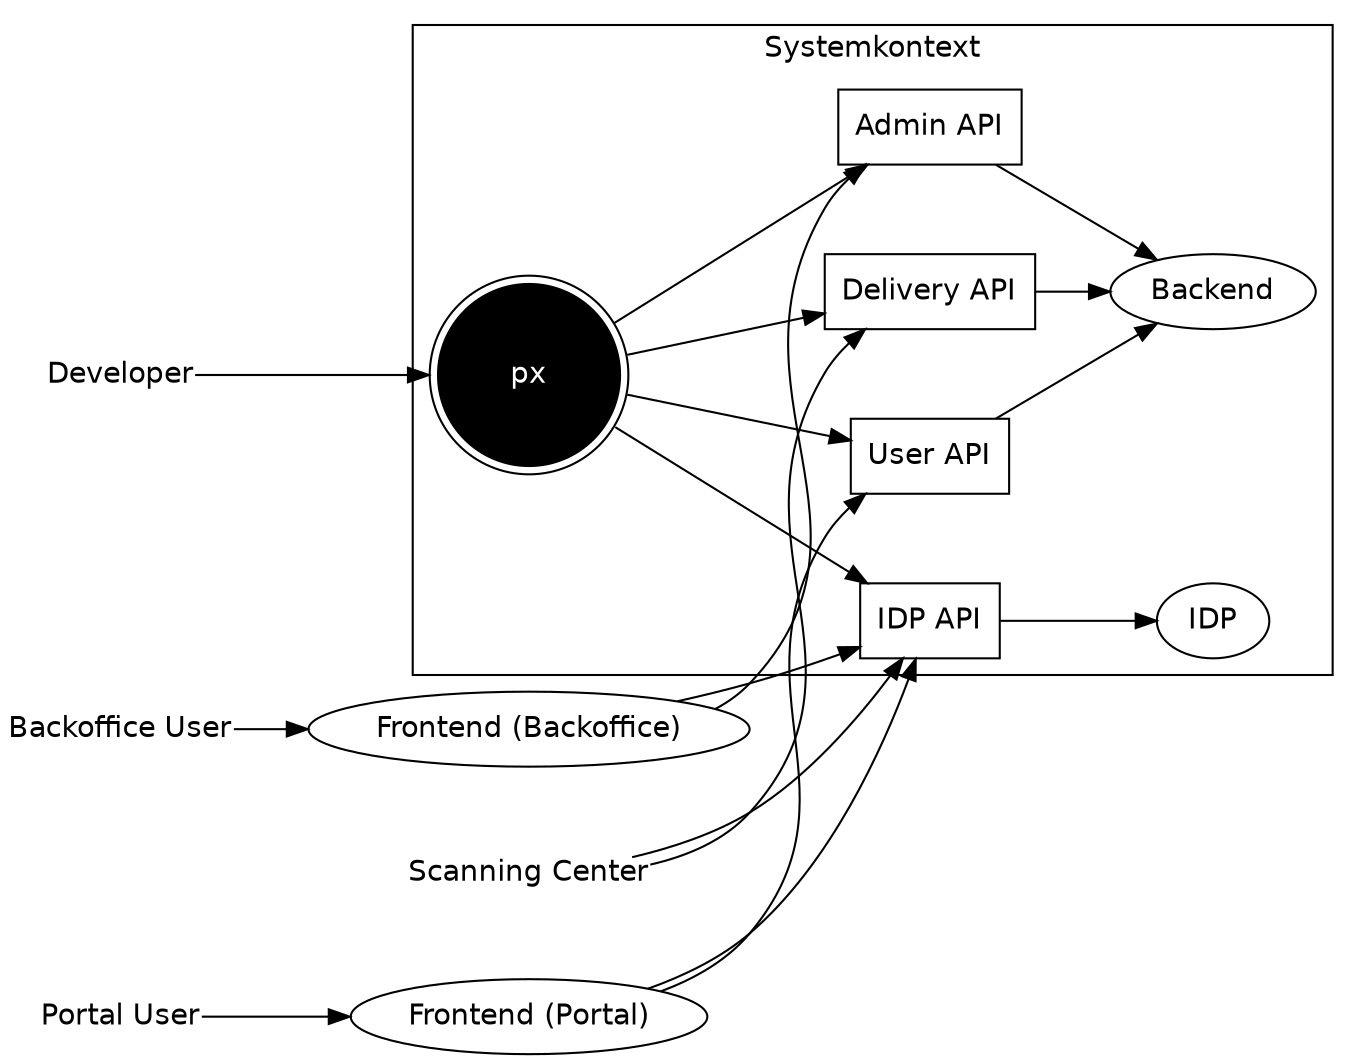 Systemkontext
Admin API
Delivery API
Backend
Developer
px
User API
IDP API
IDP
Backoffice User
Frontend (Backoffice)
Scanning Center
Portal User
Frontend (Portal)